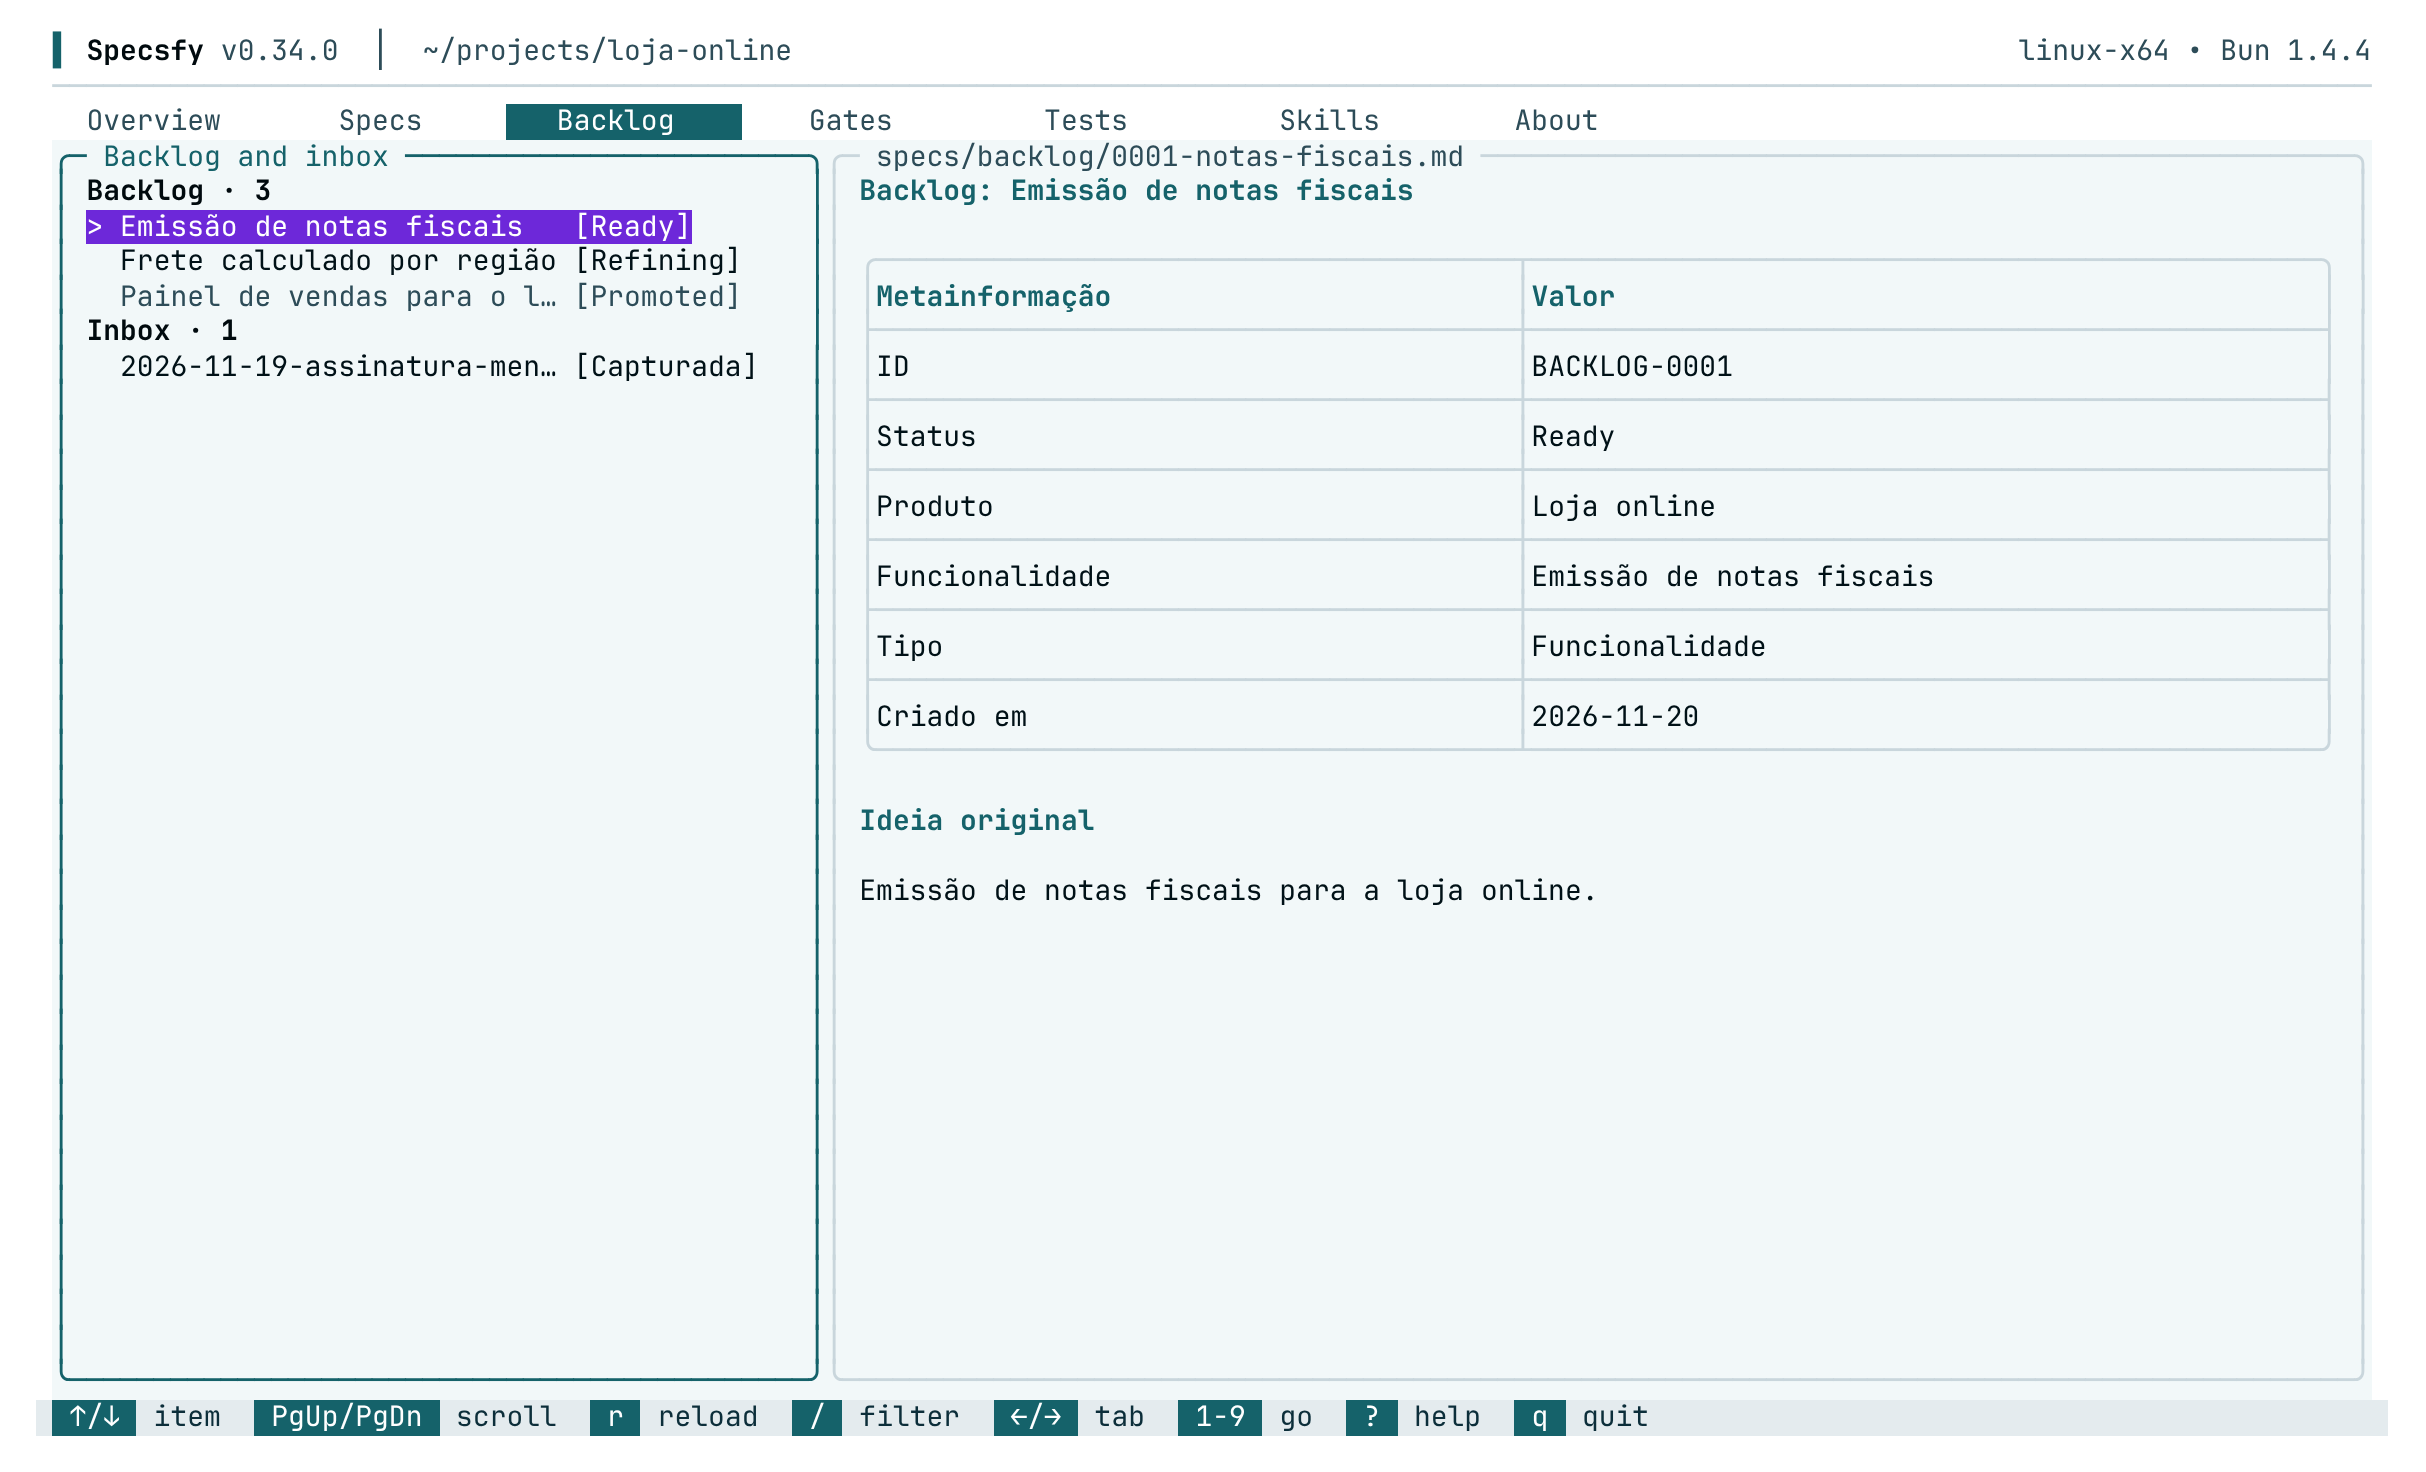 Specsfy v0.34.0 │ ~/projects/loja-online linux-x64 • Bun 1.4.4
Overview Specs Backlog Gates Tests Skills About
Backlog and inbox
Backlog · 3
> Emissão de notas fiscais [Ready]
Frete calculado por região [Refining]
Painel de vendas para o l… [Promoted]
Inbox · 1
2026-11-19-assinatura-men… [Capturada]
specs/backlog/0001-notas-fiscais.md
Backlog: Emissão de notas fiscais
Metainformação Valor
ID BACKLOG-0001
Status Ready
Produto Loja online
Funcionalidade Emissão de notas fiscais
Tipo Funcionalidade
Criado em 2026-11-20
Ideia original
Emissão de notas fiscais para a loja online.
↑/↓ item PgUp/PgDn scroll r reload / filter ←/→ tab 1-9 go ? help q quit